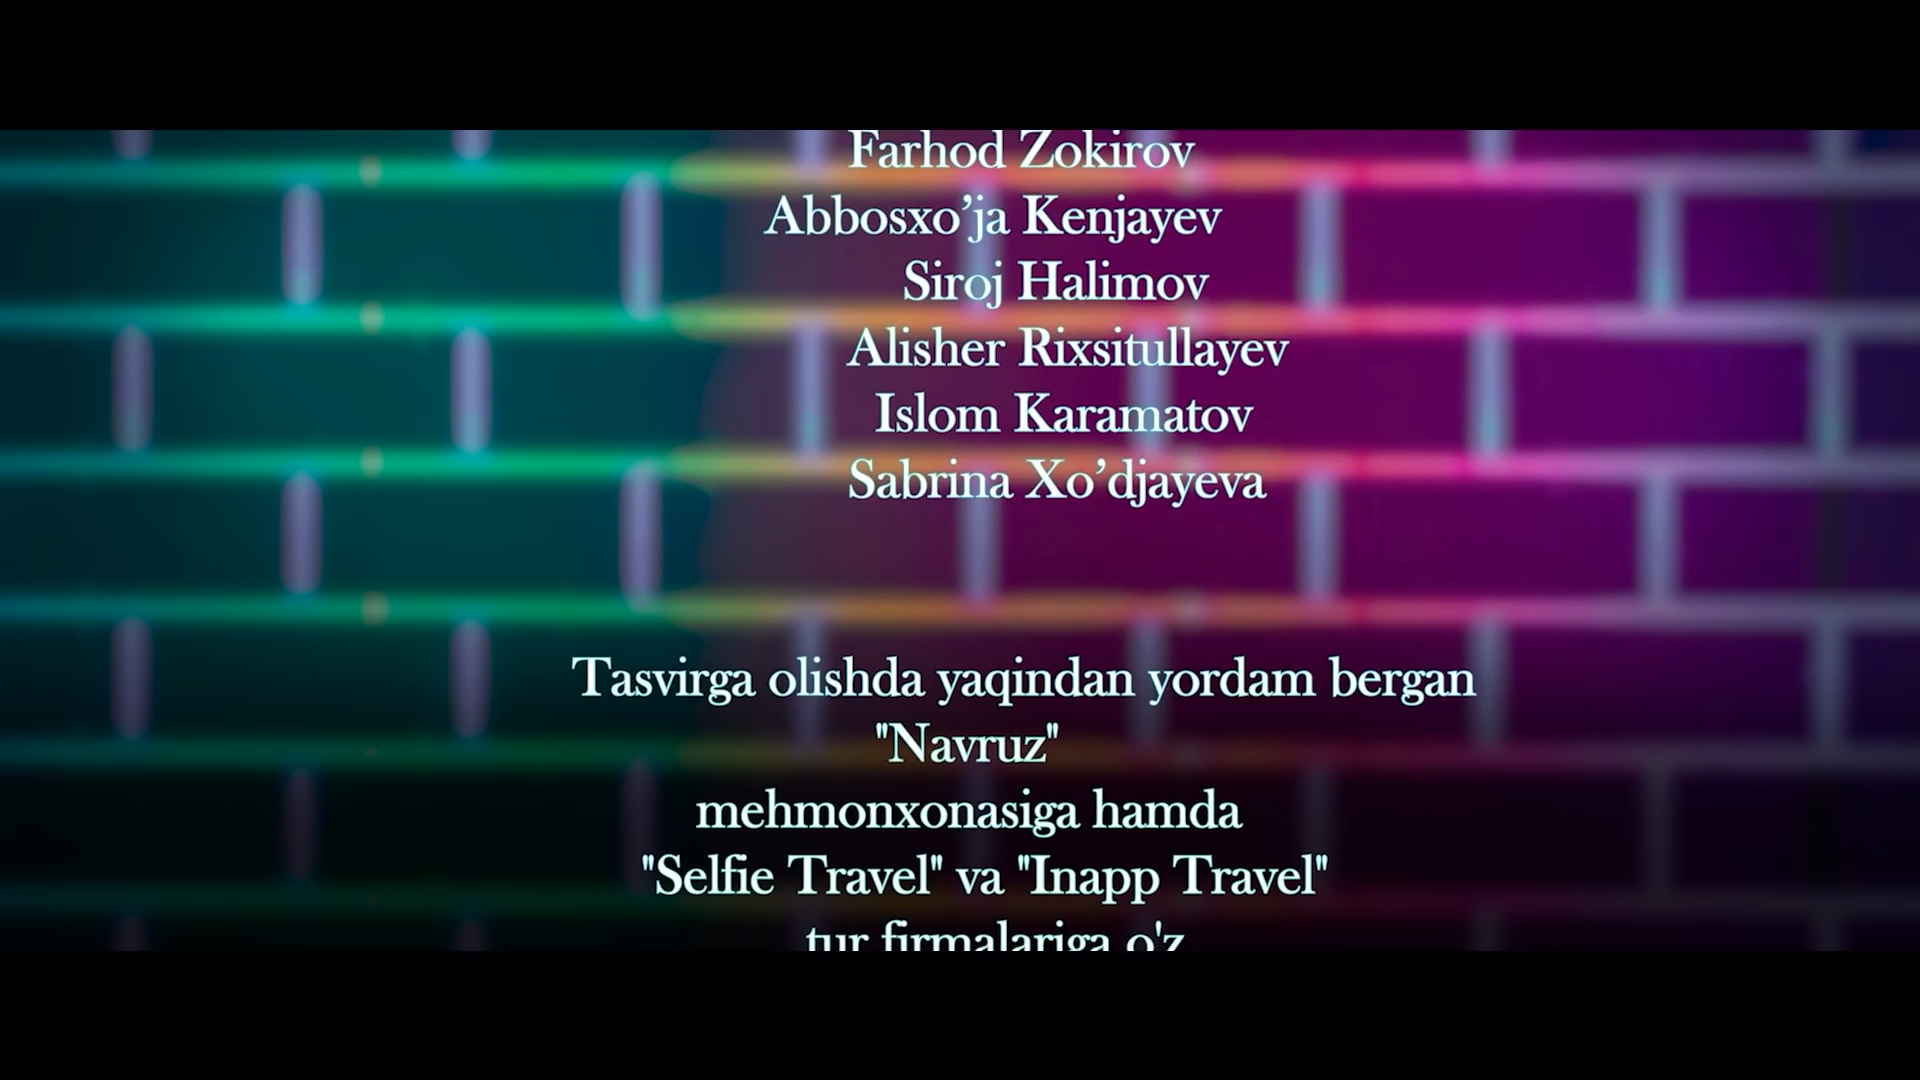 Farhod Zokirov
Abbosxo’ja Kenjayev
Siroj Halimov
Alisher Rixsitullayev
Islom Karamatov
Sabrina Xo’djayeva
Tasvirga olishda yaqindan yordam bergan
"Navruz"
mehmonxonasiga hamda
"Selfie Travel" va "Inapp Travel"
tur firmalariga o'z